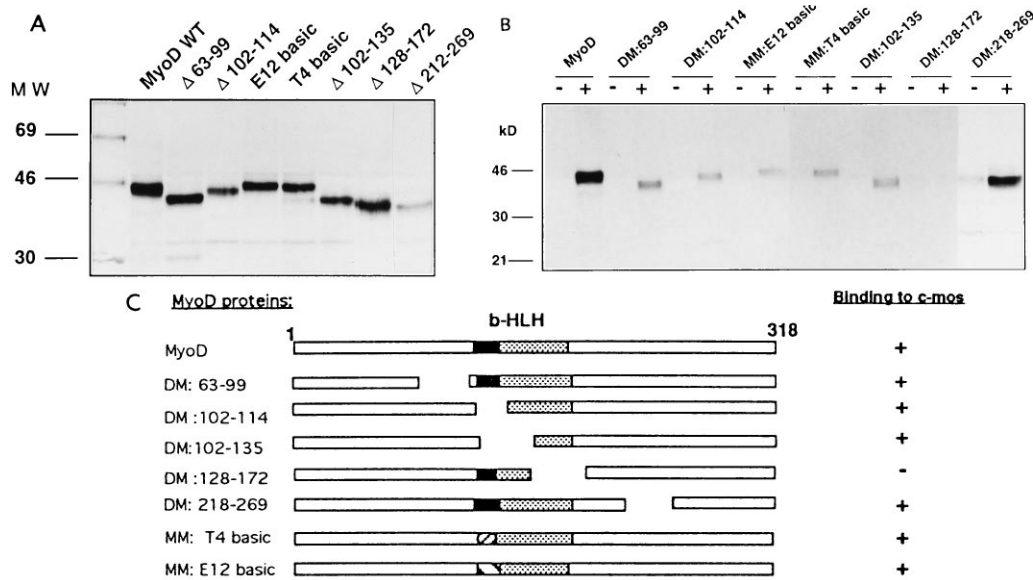 A
MyoD WT
Δ 63-99
Δ 102-114
E12 basic
T4 basic
Δ 102-135
Δ 128-172
Δ 212-269
M W
69
46
30
B
MyoD
DM:63-99
DM:102-114
MM:E12 basic
MM:T4 basic
DM:102-135
DM:128-172
DM:218-269
- + - + - + - + - + - + - + - +
kD
46
30
21
C
MyoD proteins:
Binding to c-mos
b-HLH
1
318
MyoD
+
DM: 63-99
+
DM :102-114
+
DM:102-135
+
DM :128-172
-
DM: 218-269
+
MM: T4 basic
+
MM: E12 basic
+